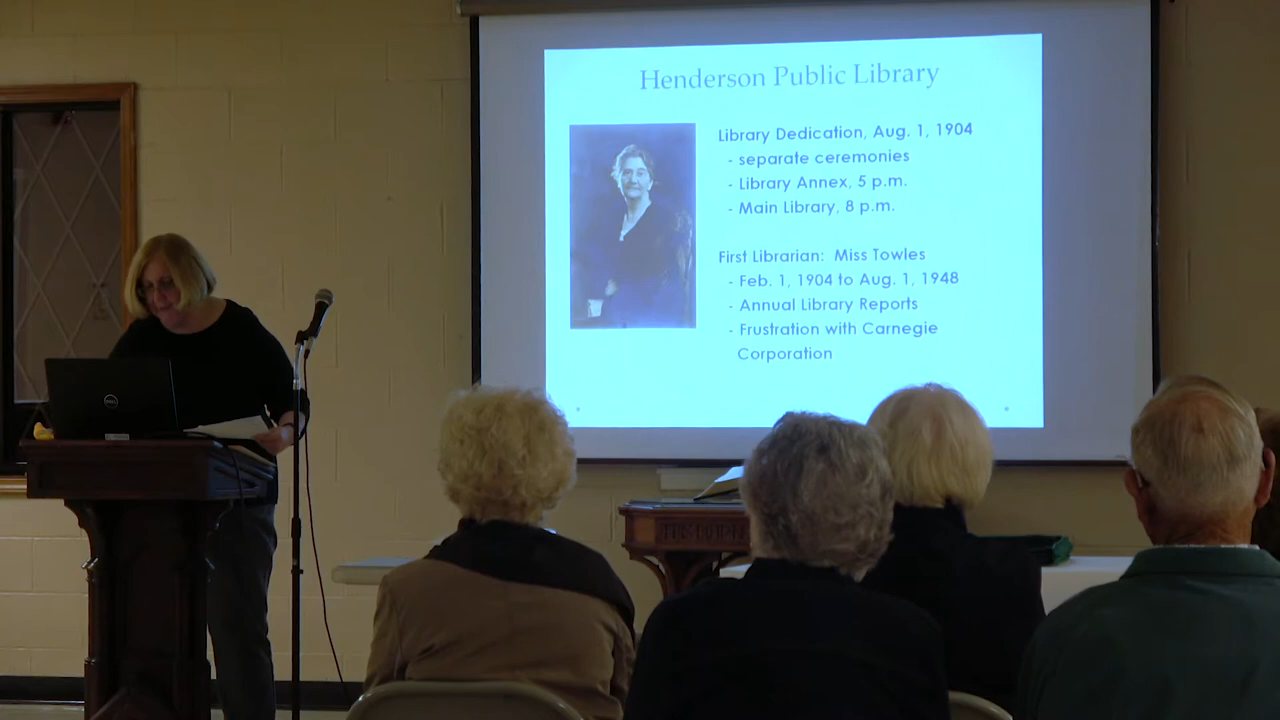 Henderson Public Library
Library Dedication, Aug. 1, 1904
- separate ceremonies
- Library Annex, 5 p.m.
- Main Library, 8 p.m.
First Librarian: Miss Towles
- Feb. 1, 1904 to Aug. 1, 1948
- Annual Library Reports
- Frustration with Carnegie
Corporation
DELL